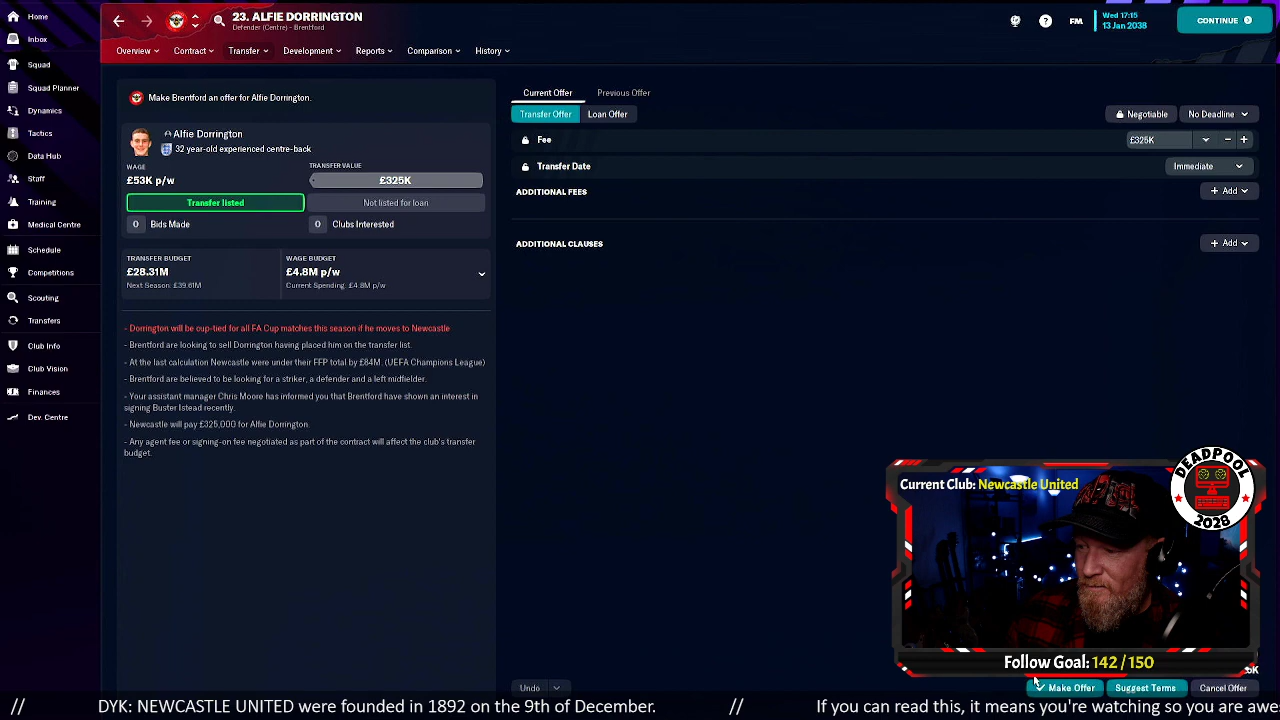 Home
Inbox
Squad
Squad Planner
Dynamics
Tactics
Data Hub
Staff
Training
Medical Centre
Schedule
Competitions
Scouting
Transfers
Club Info
Club Vision
Finances
Dev. Centre
23. ALFIE DORRINGTON
Defender (Centre) - Brentford
FM
Wed 17:15
13 Jan 2038
CONTINUE
Overview
Contract
Transfer
Development
Reports
Comparison
History
Make Brentford an offer for Alfie Dorrington.
Alfie Dorrington
32 year-old experienced centre-back
WAGE
£53K p/w
TRANSFER VALUE
£325K
Transfer listed
Not listed for loan
0 Bids Made
0 Clubs Interested
TRANSFER BUDGET
£28.31M
Next Season: £39.61M
WAGE BUDGET
£4.8M p/w
Current Spending: £4.8M p/w
- Dorrington will be cup-tied for all FA Cup matches this season if he moves to Newcastle
- Brentford are looking to sell Dorrington having placed him on the transfer list.
- At the last calculation Newcastle were under their FFP total by £84M. (UEFA Champions League)
- Brentford are believed to be looking for a striker, a defender and a left midfielder.
- Your assistant manager Chris Moore has informed you that Brentford have shown an interest in
signing Buster Istead recently.
- Newcastle will pay £325,000 for Alfie Dorrington.
- Any agent fee or signing-on fee negotiated as part of the contract will affect the club's transfer
budget.
Current Offer
Previous Offer
Transfer Offer
Loan Offer
Negotiable
No Deadline
Fee
£325K
Transfer Date
Immediate
ADDITIONAL FEES
+ Add
ADDITIONAL CLAUSES
+ Add
Current Club: Newcastle United
DEADPOOL
2028
Follow Goal: 142 / 150
Undo
Make Offer
Suggest Terms
Cancel Offer
// DYK: NEWCASTLE UNITED were founded in 1892 on the 9th of December. // If you can read this, it means you're watching so you are awe